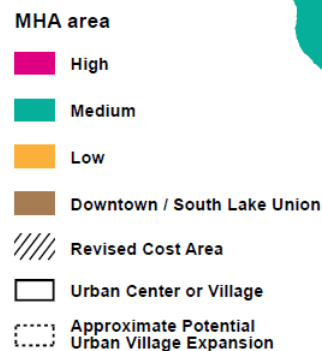 MHA area
High
Medium
Low
Downtown / South Lake Union
Revised Cost Area
Urban Center or Village
Approximate Potential
Urban Village Expansion